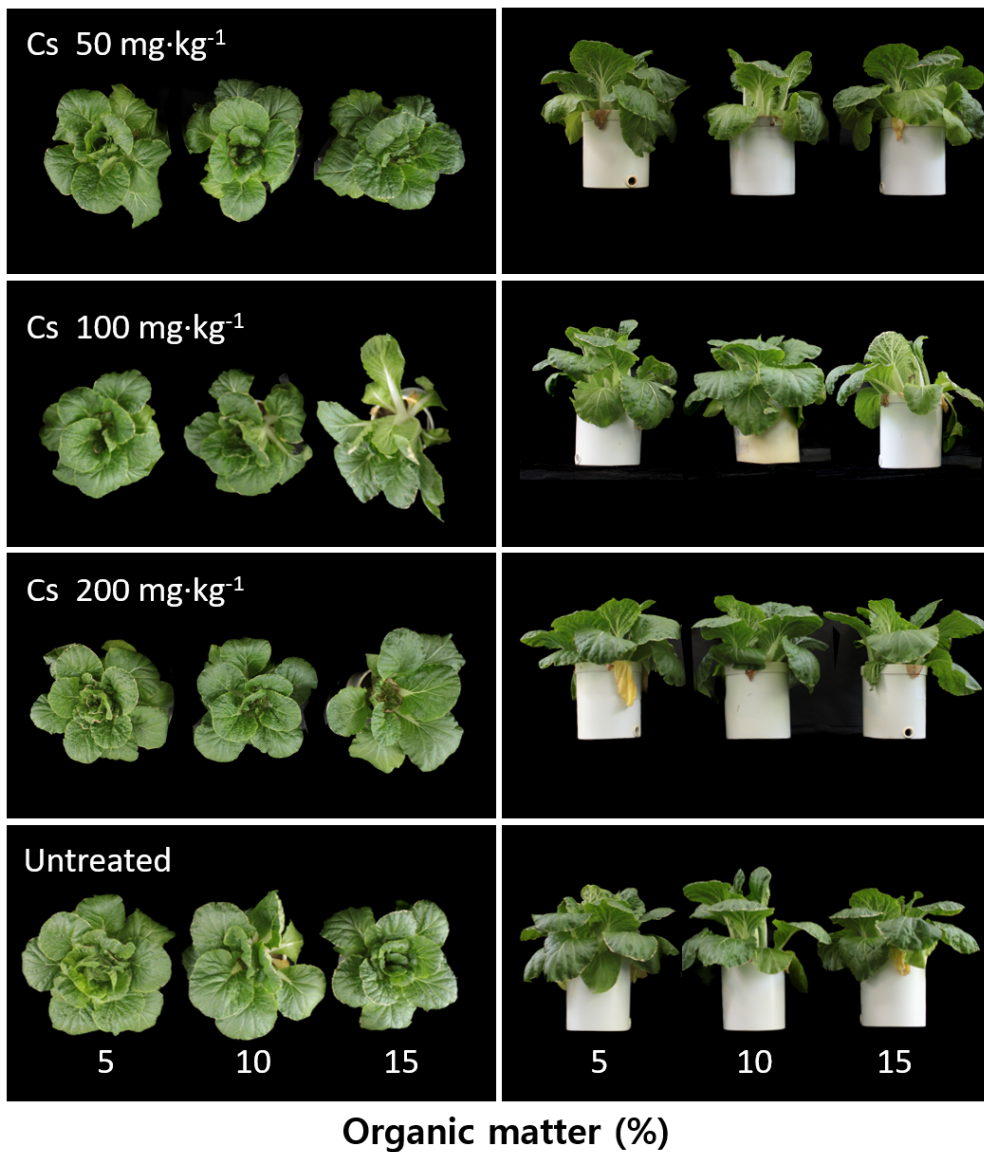 Cs 50 mg·kg⁻¹
Cs 100 mg·kg⁻¹
Cs 200 mg·kg⁻¹
Untreated
5 10 15 5 10 15
Organic matter (%)